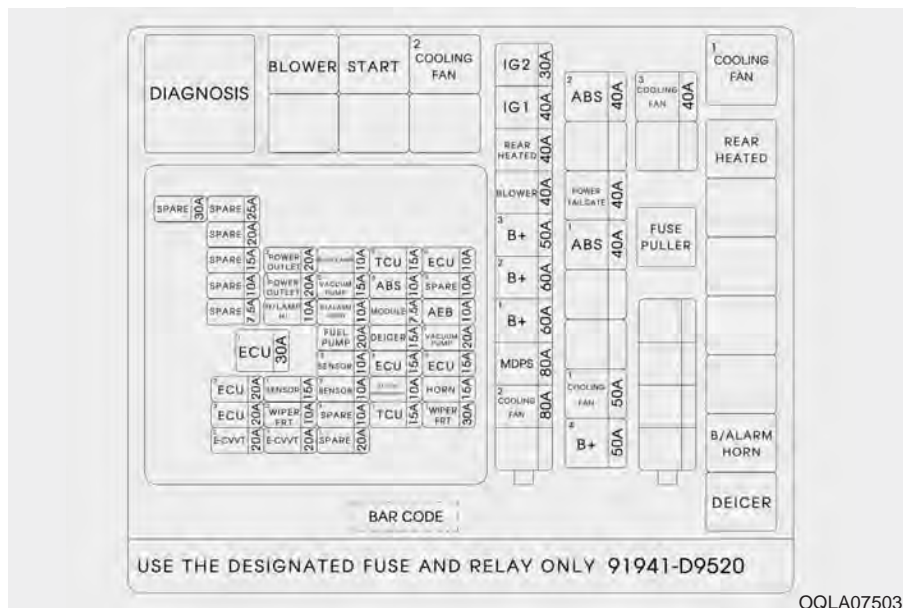 DIAGNOSIS
BLOWER
START
2
COOLING
FAN
SPARE 30A
SPARE 25A
SPARE 20A
SPARE 15A
POWER
OUTLET 20A
10A
TCU 15A
ECU 10A
SPARE 10A
POWER
OUTLET 20A
VACUUM
PUMP 15A
3
ABS 10A
SPARE 10A
SPARE 7.5A
H/LAMP
HI 10A
B/ALARM
HORN 10A
MODULE 7.5A
AEB 10A
FUEL
PUMP 20A
DEICER 15A
VACUUM
PUMP 20A
ECU 30A
SENSOR 10A
ECU 15A
ECU 15A
ECU 20A
SENSOR 15A
SENSOR 10A
10A
HORN 15A
ECU 20A
WIPER
FRT 10A
SPARE 10A
TCU 15A
WIPER
FRT 30A
E-CVVT 20A
E-CVVT 20A
SPARE 20A
IG2 30A
IG1 40A
REAR
HEATED 40A
BLOWER 40A
3
B+ 50A
2
B+ 60A
1
B+ 60A
MDPS 80A
2
COOLING
FAN 80A
2
ABS 40A
POWER
TAILGATE 40A
1
ABS 40A
1
COOLING
FAN 50A
4
B+ 50A
3
COOLING
FAN 40A
FUSE
PULLER
1
COOLING
FAN
REAR
HEATED
B/ALARM
HORN
DEICER
BAR CODE
USE THE DESIGNATED FUSE AND RELAY ONLY 91941-D9520
OQLA07503